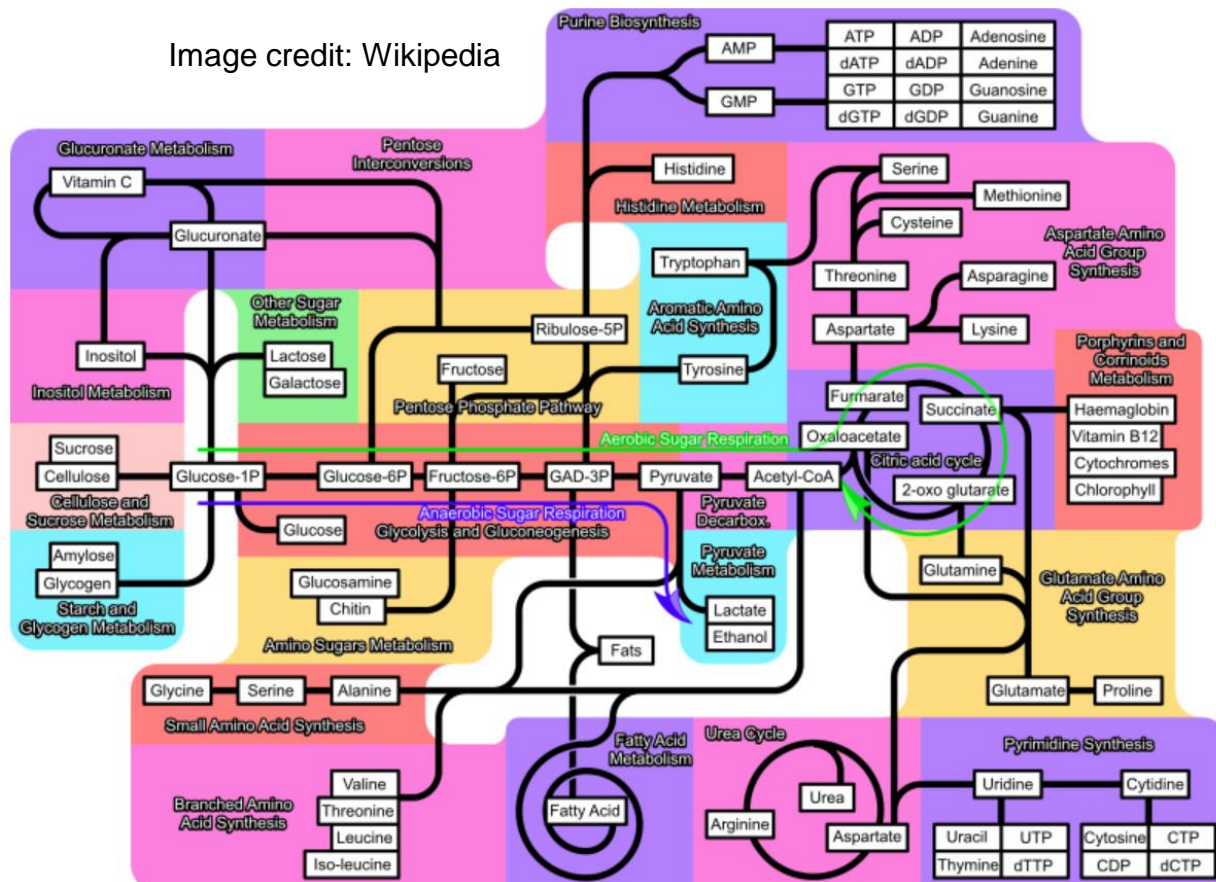 Image credit: Wikipedia
Purine Biosynthesis
AMP
ATP
ADP
Adenosine
dATP
dADP
Adenine
GMP
GTP
GDP
Guanosine
dGTP
dGDP
Guanine
Glucuronate Metabolism
Vitamin C
Glucuronate
Pentose
Interconversions
Histidine
Histidine Metabolism
Serine
Methionine
Cysteine
Aspartate Amino
Acid Group
Synthesis
Threonine
Asparagine
Aspartate
Lysine
Tryptophan
Aromatic Amino
Acid Synthesis
Tyrosine
Other Sugar
Metabolism
Lactose
Galactose
Inositol
Inositol Metabolism
Ribulose-5P
Fructose
Pentose Phosphate Pathway
Porphyrins and
Corrinoids
Metabolism
Haemaglobin
Vitamin B12
Cytochromes
Chlorophyll
Furmarate
Succinate
Oxaloacetate
Citric acid cycle
2-oxo glutarate
Aerobic Sugar Respiration
Sucrose
Cellulose
Cellulose and
Sucrose Metabolism
Glucose-1P
Glucose-6P
Fructose-6P
GAD-3P
Pyruvate
Acetyl-CoA
Pyruvate
Decarbox.
Anaerobic Sugar Respiration
Glycolysis and Gluconeogenesis
Glucose
Amylose
Glycogen
Starch and
Glycogen Metabolism
Glucosamine
Chitin
Amino Sugars Metabolism
Pyruvate
Metabolism
Lactate
Ethanol
Glutamine
Glutamate Amino
Acid Group
Synthesis
Glutamate
Proline
Fats
Glycine
Serine
Alanine
Small Amino Acid Synthesis
Branched Amino
Acid Synthesis
Valine
Threonine
Leucine
Iso-leucine
Fatty Acid
Metabolism
Fatty Acid
Urea Cycle
Urea
Arginine
Aspartate
Pyrimidine Synthesis
Uridine
Cytidine
Uracil
UTP
Thymine
dTTP
Cytosine
CTP
CDP
dCTP